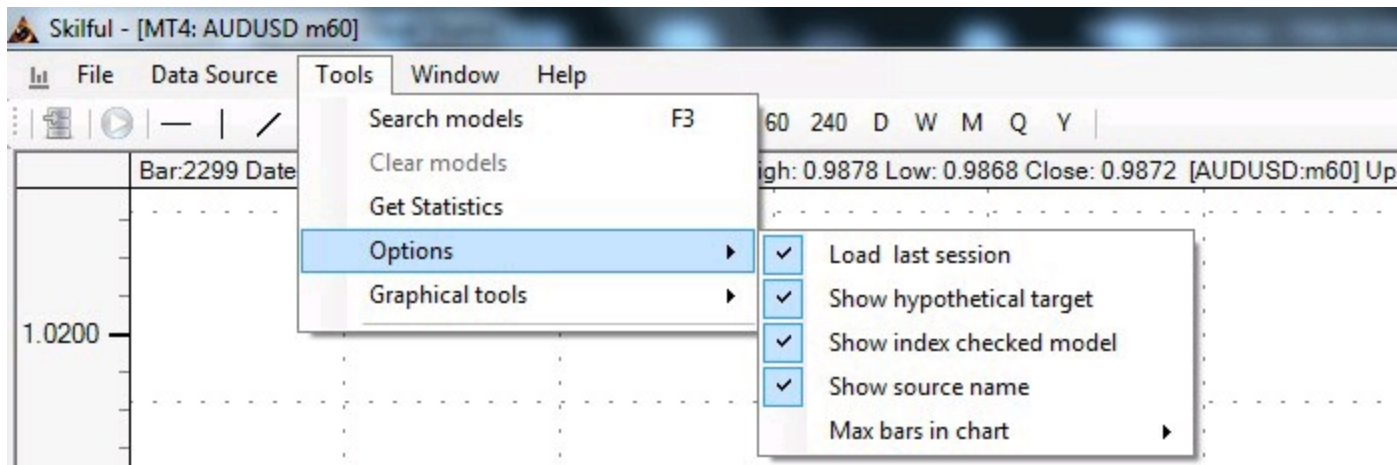 Skilful - [MT4: AUDUSD m60]
File Data Source Tools Window Help
Search models F3
60 240 D W M Q Y
Clear models
Bar:2299 Date
igh: 0.9878 Low: 0.9868 Close: 0.9872 [AUDUSD:m60] Up
Get Statistics
Options
Load last session
Graphical tools
Show hypothetical target
1.0200
Show index checked model
Show source name
Max bars in chart